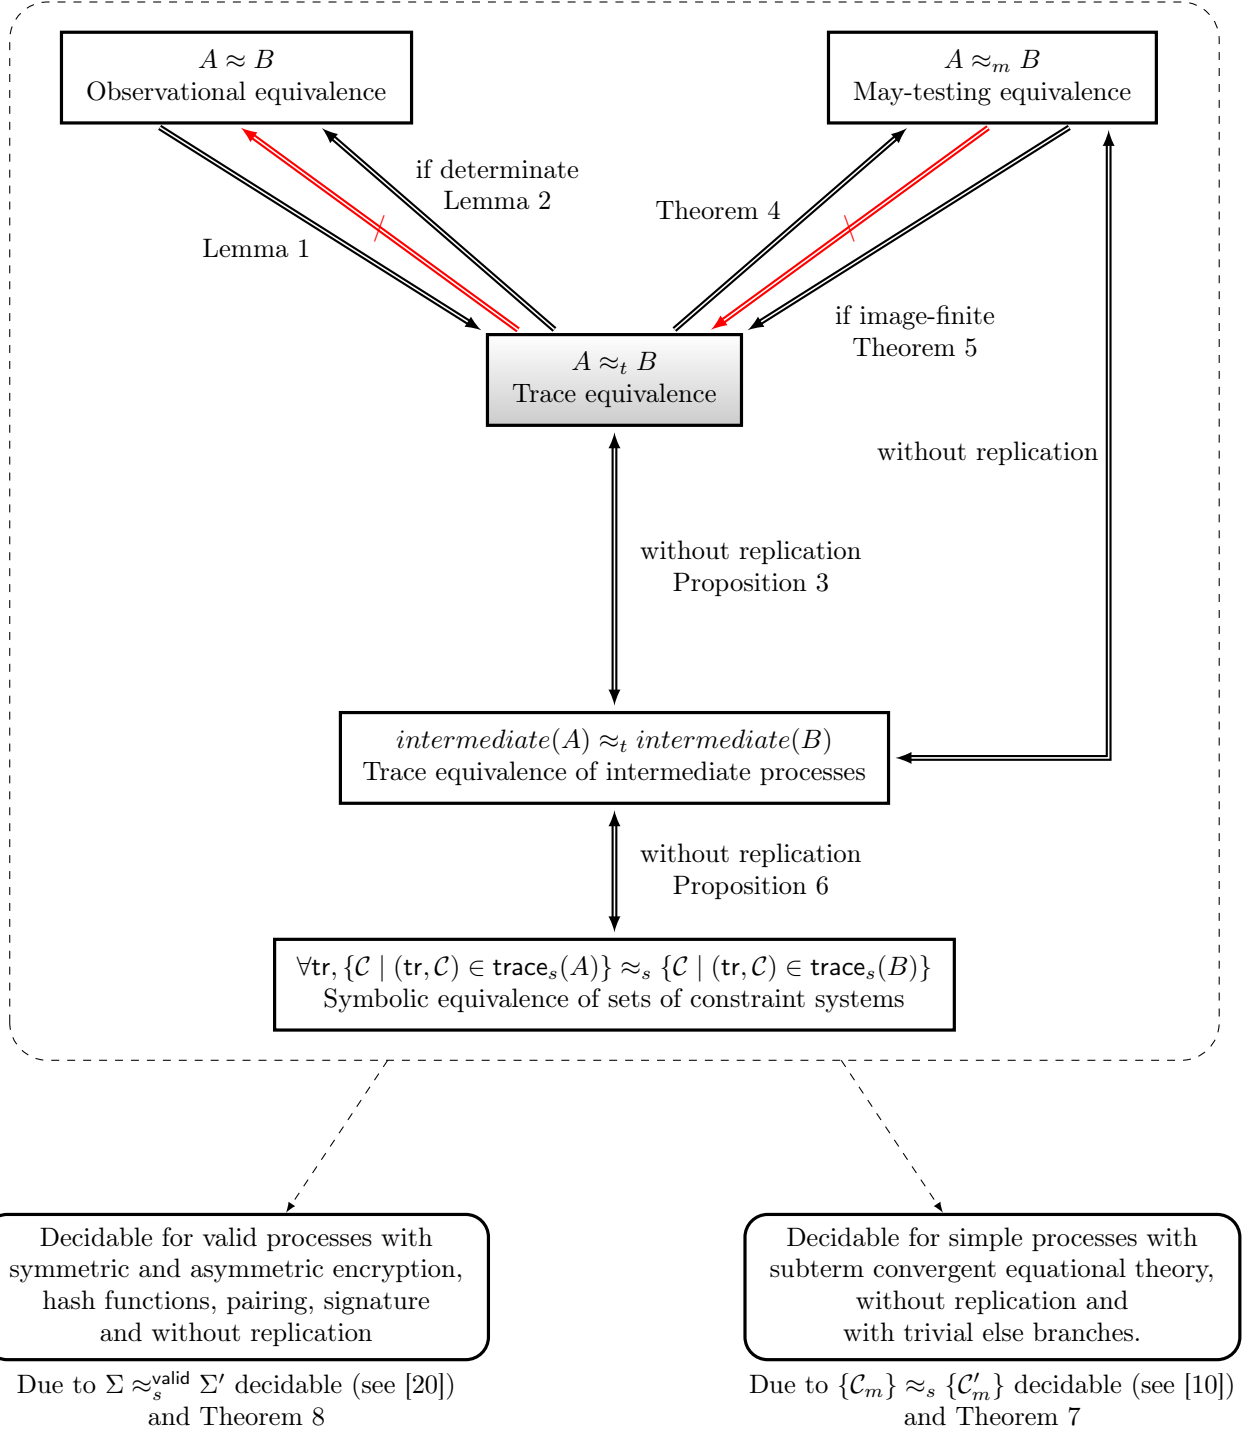 A ≈ B
Observational equivalence
A ≈ₘ B
May-testing equivalence
if determinate
Lemma 2
Lemma 1
Theorem 4
if image-finite
Theorem 5
A ≈ₜ B
Trace equivalence
without replication
without replication
Proposition 3
intermediate(A) ≈ₜ intermediate(B)
Trace equivalence of intermediate processes
without replication
Proposition 6
∀tr, {𝒞 | (tr, 𝒞) ∈ traceₛ(A)} ≈ₛ {𝒞 | (tr, 𝒞) ∈ traceₛ(B)}
Symbolic equivalence of sets of constraint systems
Decidable for valid processes with
symmetric and asymmetric encryption,
hash functions, pairing, signature
and without replication
Due to Σ ≈ₛ^valid Σ′ decidable (see [20])
and Theorem 8
Decidable for simple processes with
subterm convergent equational theory,
without replication and
with trivial else branches.
Due to {𝒞ₘ} ≈ₛ {𝒞′ₘ} decidable (see [10])
and Theorem 7